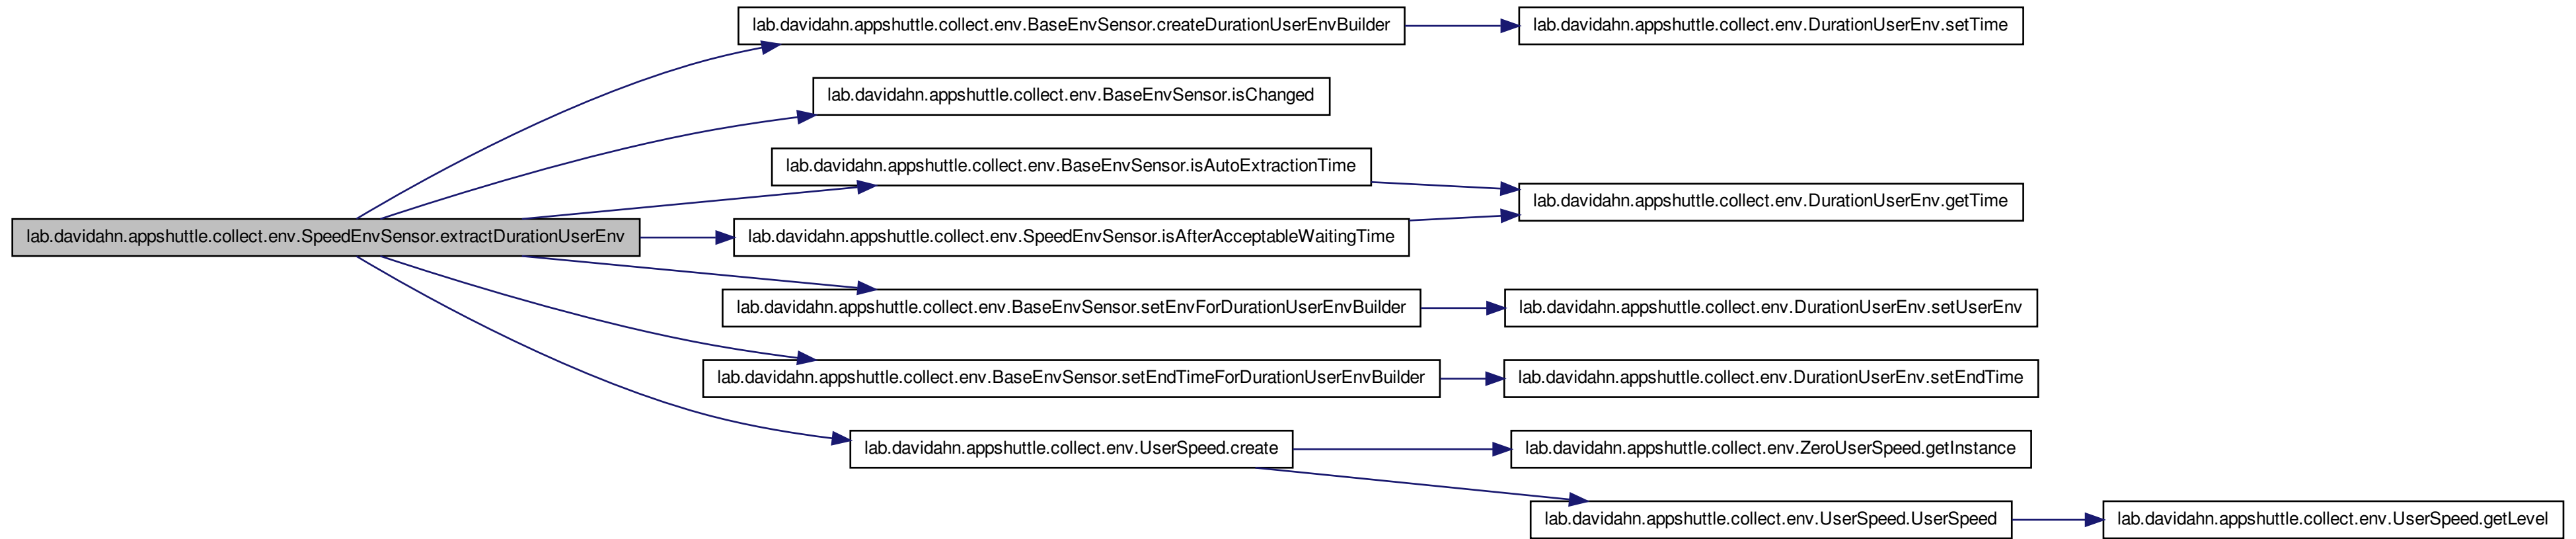 lab.davidahn.appshuttle.collect.env.BaseEnvSensor.createDurationUserEnvBuilder
lab.davidahn.appshuttle.collect.env.DurationUserEnv.setTime
lab.davidahn.appshuttle.collect.env.BaseEnvSensor.isChanged
lab.davidahn.appshuttle.collect.env.BaseEnvSensor.isAutoExtractionTime
lab.davidahn.appshuttle.collect.env.DurationUserEnv.getTime
lab.davidahn.appshuttle.collect.env.SpeedEnvSensor.extractDurationUserEnv
lab.davidahn.appshuttle.collect.env.SpeedEnvSensor.isAfterAcceptableWaitingTime
lab.davidahn.appshuttle.collect.env.BaseEnvSensor.setEnvForDurationUserEnvBuilder
lab.davidahn.appshuttle.collect.env.DurationUserEnv.setUserEnv
lab.davidahn.appshuttle.collect.env.BaseEnvSensor.setEndTimeForDurationUserEnvBuilder
lab.davidahn.appshuttle.collect.env.DurationUserEnv.setEndTime
lab.davidahn.appshuttle.collect.env.UserSpeed.create
lab.davidahn.appshuttle.collect.env.ZeroUserSpeed.getInstance
lab.davidahn.appshuttle.collect.env.UserSpeed.UserSpeed
lab.davidahn.appshuttle.collect.env.UserSpeed.getLevel